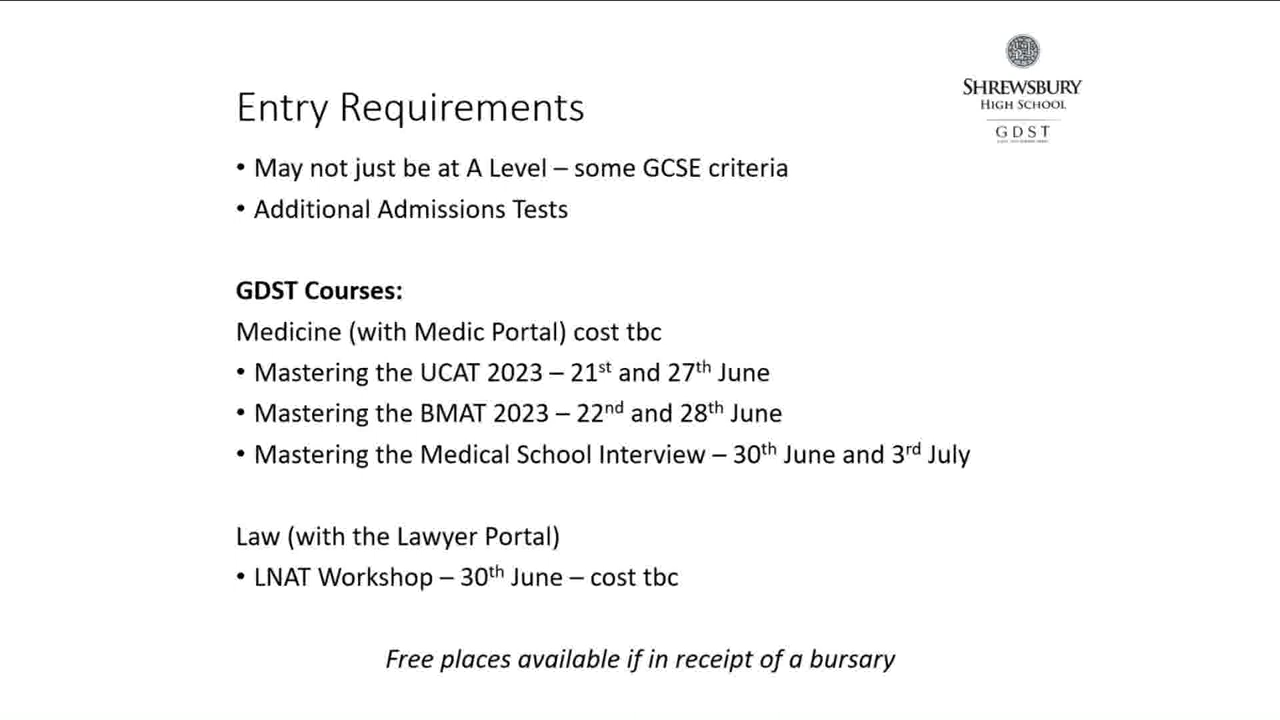 SHREWSBURY
HIGH SCHOOL
GDST
Entry Requirements
• May not just be at A Level – some GCSE criteria
• Additional Admissions Tests
GDST Courses:
Medicine (with Medic Portal) cost tbc
• Mastering the UCAT 2023 – 21st and 27th June
• Mastering the BMAT 2023 – 22nd and 28th June
• Mastering the Medical School Interview – 30th June and 3rd July
Law (with the Lawyer Portal)
• LNAT Workshop – 30th June – cost tbc
Free places available if in receipt of a bursary